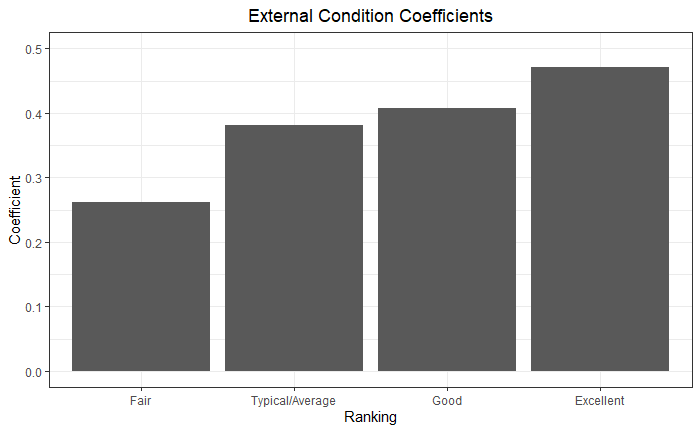 External Condition Coefficients
0.5
0.4
0.3
0.2
0.1
0.0
Coefficient
Fair Typical/Average Good Excellent
Ranking